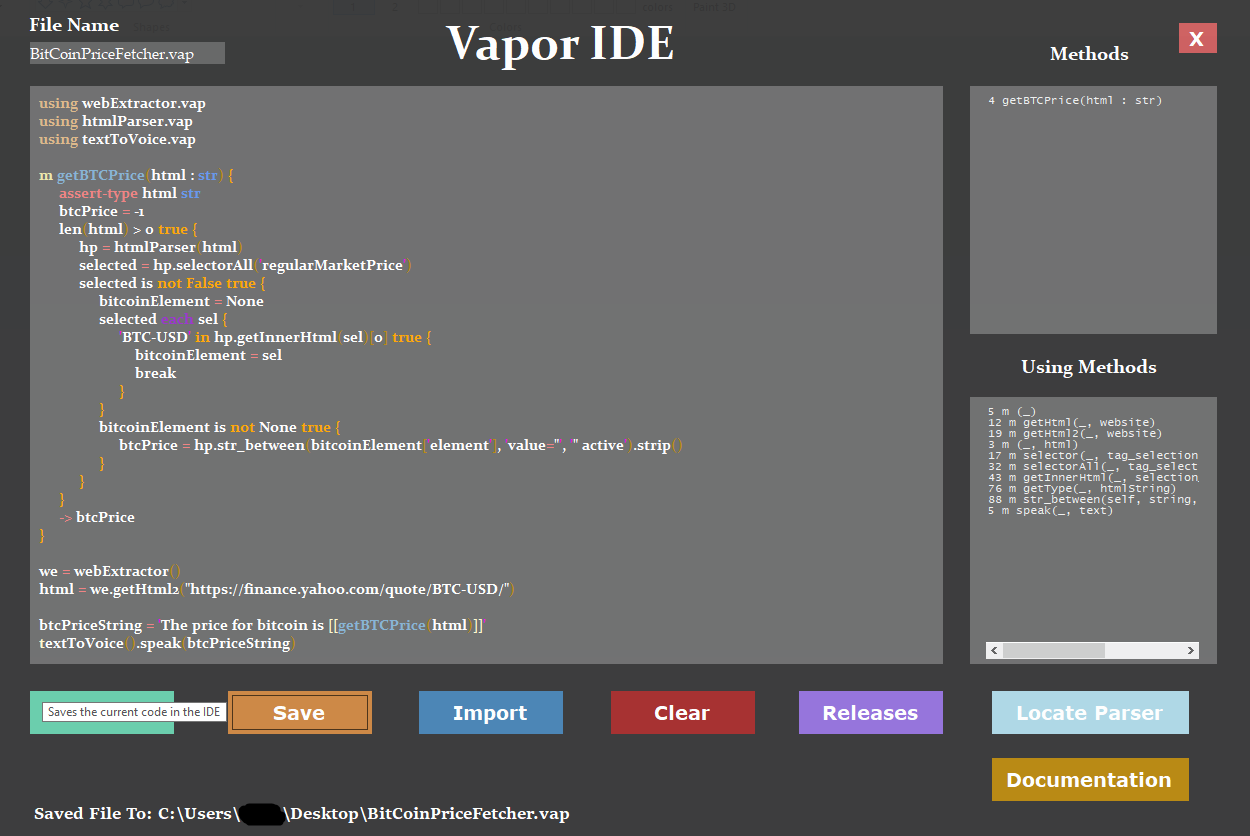 File Name
Vapor IDE
X
BitCoinPriceFetcher.vap
Methods
using webExtractor.vap
using htmlParser.vap
using textToVoice.vap
m getBTCPrice(html : str) {
assert-type html str
btcPrice = -1
len(html) > 0 true {
hp = htmlParser(html)
selected = hp.selectorAll('regularMarketPrice')
selected is not False true {
bitcoinElement = None
selected each sel {
'BTC-USD' in hp.getInnerHtml(sel)[0] true {
bitcoinElement = sel
break
}
}
bitcoinElement is not None true {
btcPrice = hp.str_between(bitcoinElement['element'], 'value="', '" active').strip()
}
}
}
-> btcPrice
}
we = webExtractor()
html = we.getHtml2("https://finance.yahoo.com/quote/BTC-USD/")
btcPriceString = 'The price for bitcoin is [[getBTCPrice(html)]]'
textToVoice().speak(btcPriceString)
4 getBTCPrice(html : str)
Using Methods
5 m (_)
12 m getHtml(_, website)
19 m getHtml2(_, website)
3 m (_, html)
17 m selector(_, tag_selection
32 m selectorAll(_, tag_select
43 m getInnerHtml(_, selection,
76 m getType(_, htmlString)
88 m str_between(self, string,
5 m speak(_, text)
Saves the current code in the IDE
Save
Import
Clear
Releases
Locate Parser
Documentation
Saved File To: C:\Users\ \Desktop\BitCoinPriceFetcher.vap